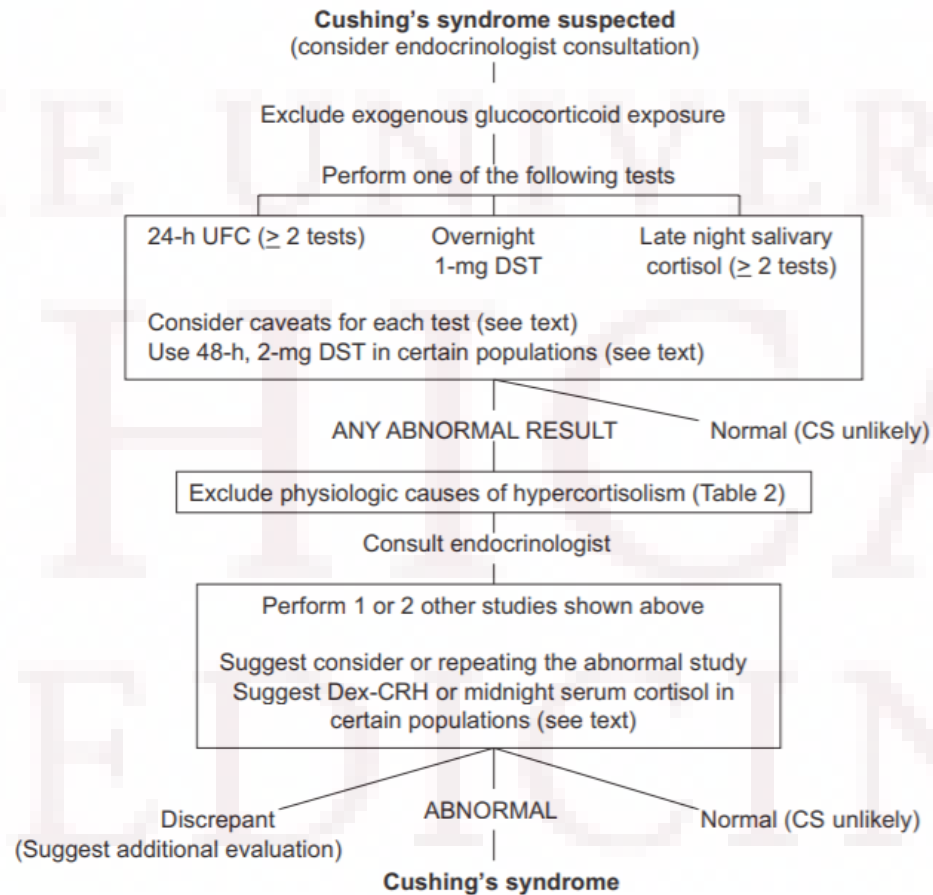 Cushing's syndrome suspected
(consider endocrinologist consultation)
Exclude exogenous glucocorticoid exposure
Perform one of the following tests
24-h UFC (≥ 2 tests)
Overnight
1-mg DST
Late night salivary
cortisol (≥ 2 tests)
Consider caveats for each test (see text)
Use 48-h, 2-mg DST in certain populations (see text)
ANY ABNORMAL RESULT
Normal (CS unlikely)
Exclude physiologic causes of hypercortisolism (Table 2)
Consult endocrinologist
Perform 1 or 2 other studies shown above
Suggest consider or repeating the abnormal study
Suggest Dex-CRH or midnight serum cortisol in
certain populations (see text)
Discrepant
(Suggest additional evaluation)
ABNORMAL
Normal (CS unlikely)
Cushing's syndrome